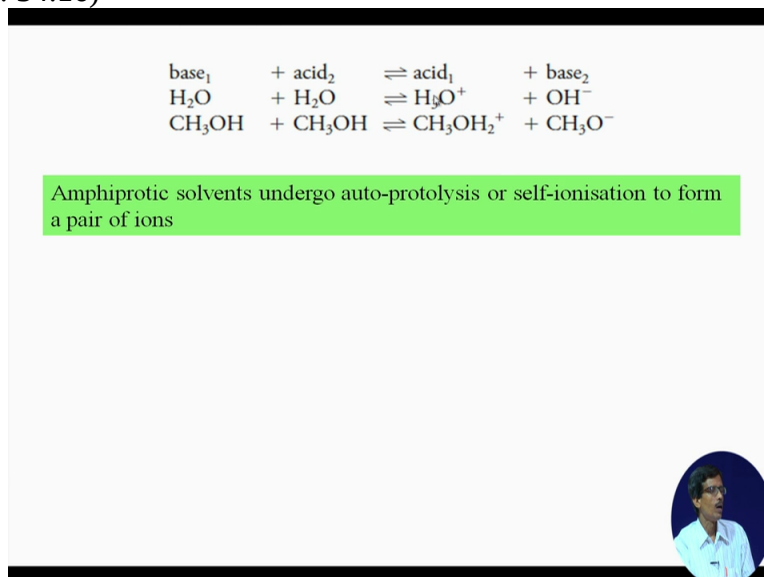 base₁ + acid₂ ⇌ acid₁ + base₂
H₂O + H₂O ⇌ H₃O⁺ + OH⁻
CH₃OH + CH₃OH ⇌ CH₃OH₂⁺ + CH₃O⁻
Amphiprotic solvents undergo auto-protolysis or self-ionisation to form
a pair of ions